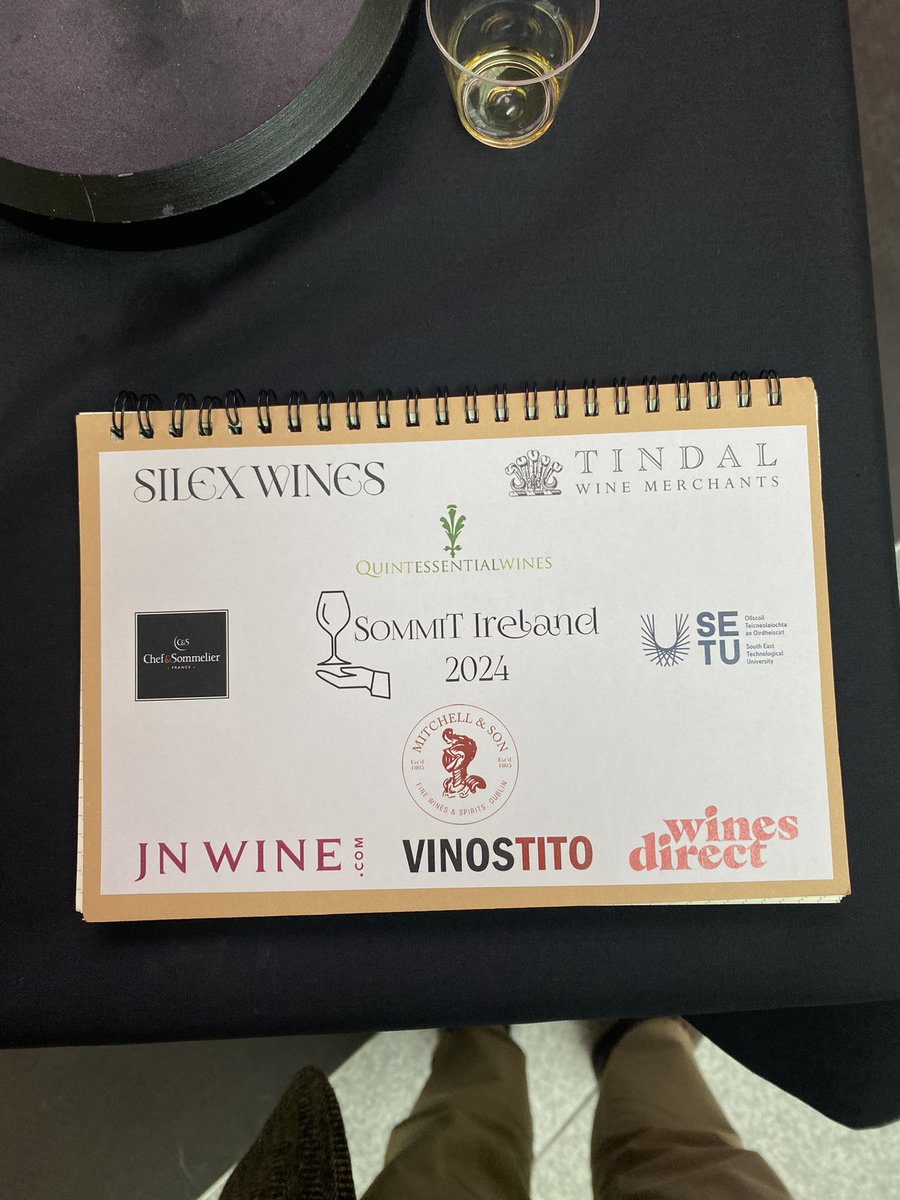 SILEX WINES
TINDAL
WINE MERCHANTS
QUINTESSENTIALWINES
C&S
Chef&Sommelier
- FRANCE -
SommiT Ireland
2024
SE
TU
Ollscoil
Teicneolaíochta
an Oirdheiscirt
South East
Technological
University
MITCHELL & SON
Est'd
1805
Est'd
1805
FINE WINES & SPIRITS, DUBLIN
JN WINE.COM
VINOSTITO
wines
direct